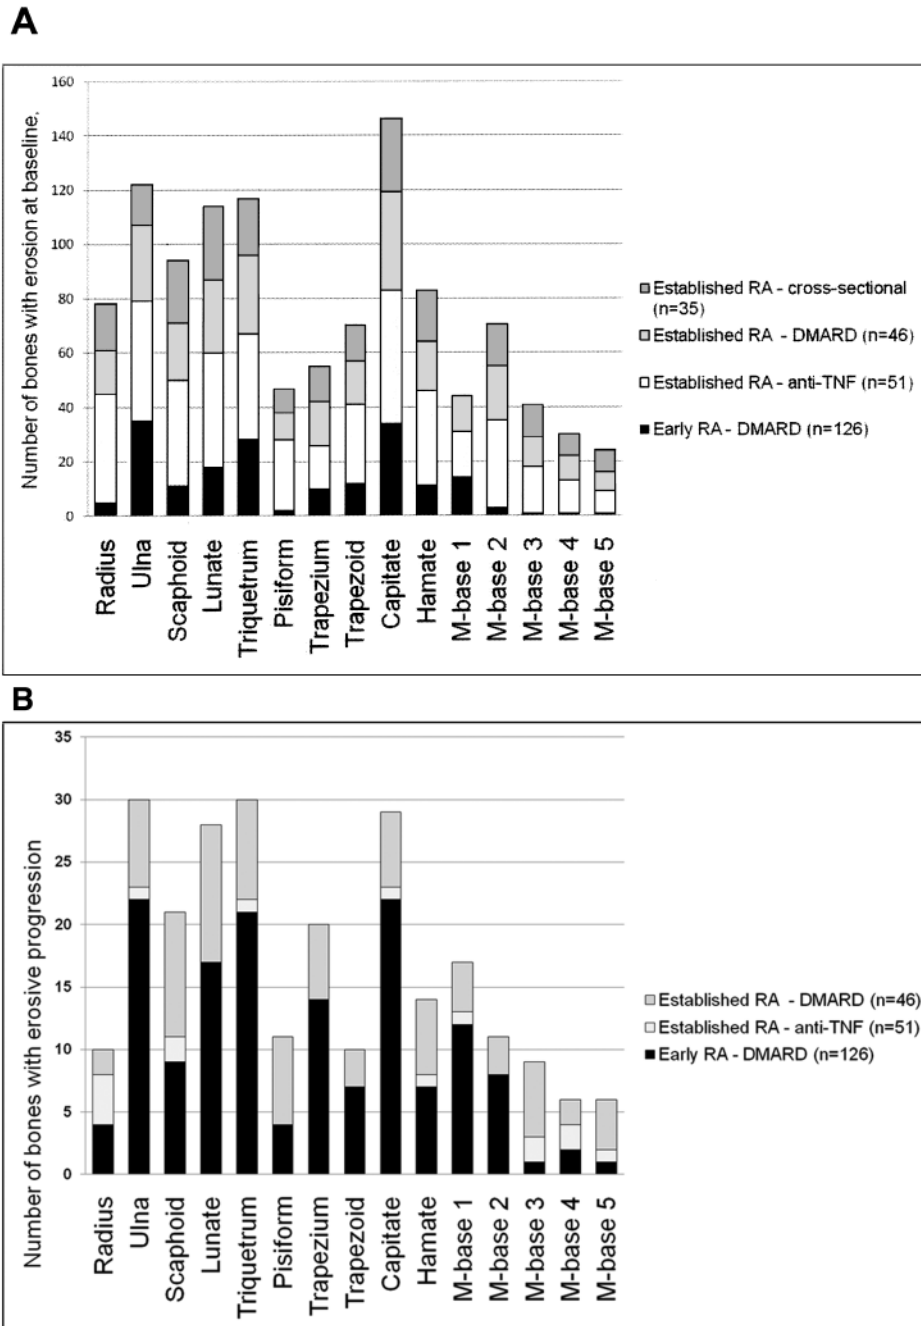 A
Number of bones with erosion at baseline.
160
140
120
100
80
60
40
20
0
Radius
Ulna
Scaphoid
Lunate
Triquetrum
Pisiform
Trapezium
Trapezoid
Capitate
Hamate
M-base 1
M-base 2
M-base 3
M-base 4
M-base 5
Established RA - cross-sectional
(n=35)
Established RA - DMARD (n=46)
Established RA - anti-TNF (n=51)
Early RA - DMARD (n=126)
B
Number of bones with erosive progression
35
30
25
20
15
10
5
0
Radius
Ulna
Scaphoid
Lunate
Triquetrum
Pisiform
Trapezium
Trapezoid
Capitate
Hamate
M-base 1
M-base 2
M-base 3
M-base 4
M-base 5
Established RA - DMARD (n=46)
Established RA - anti-TNF (n=51)
Early RA - DMARD (n=126)